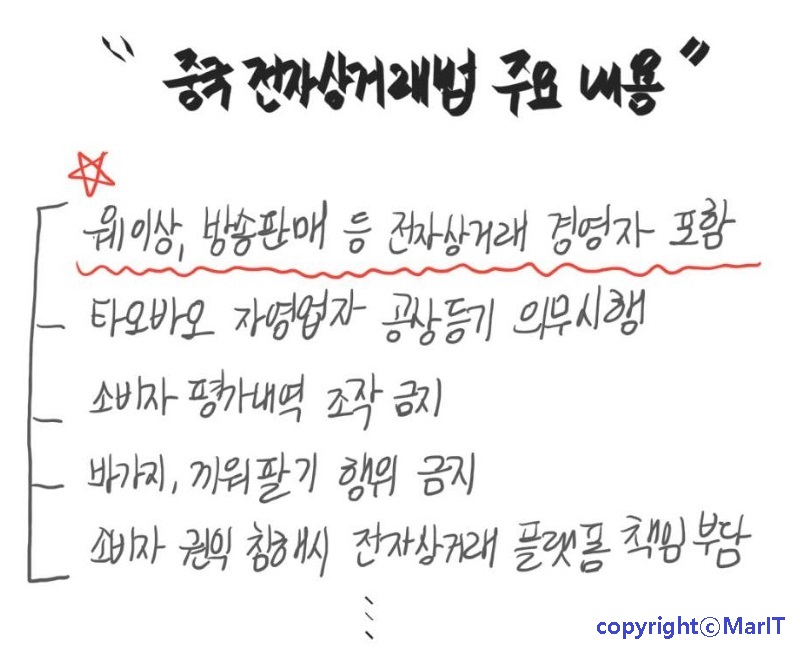 "중국 전자상거래법 주요 내용"
웨이상, 방송판매 등 전자상거래 경영자 포함
타오바오 자영업자 공상등기 의무시행
소비자 평가내역 조작 금지
바가지, 끼워팔기 행위 금지
소비자 권익 침해시 전자상거래 플랫폼 책임 부담
copyrightⓒMarIT